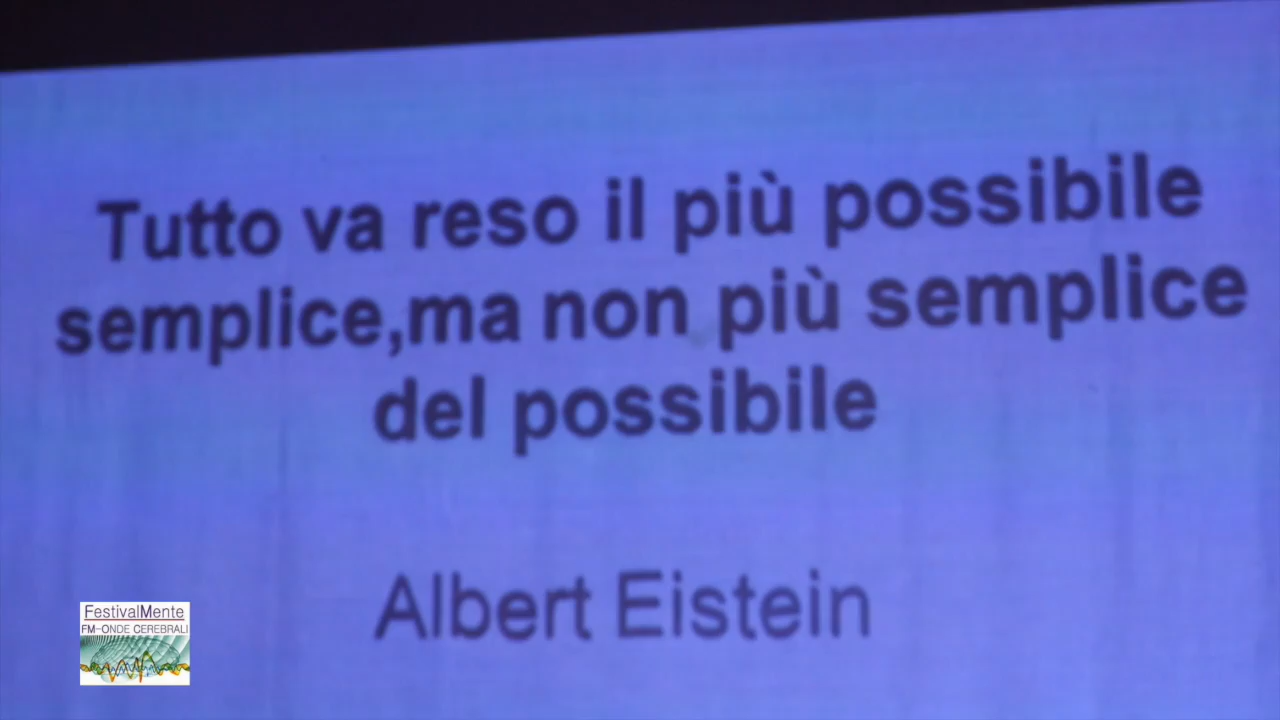 Tutto va reso il più possibile
semplice,ma non più semplice
del possibile
Albert Eistein
FestivalMente
FM-ONDE CEREBRALI